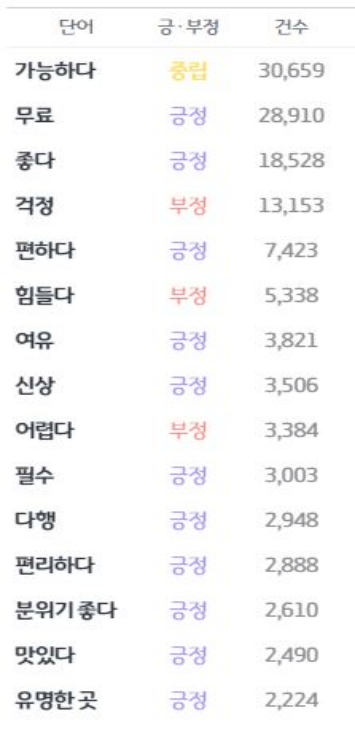 단어 긍·부정 건수
가능하다 중립 30,659
무료 긍정 28,910
좋다 긍정 18,528
걱정 부정 13,153
편하다 긍정 7,423
힘들다 부정 5,338
여유 긍정 3,821
신상 긍정 3,506
어렵다 부정 3,384
필수 긍정 3,003
다행 긍정 2,948
편리하다 긍정 2,888
분위기 좋다 긍정 2,610
맛있다 긍정 2,490
유명한 곳 긍정 2,224